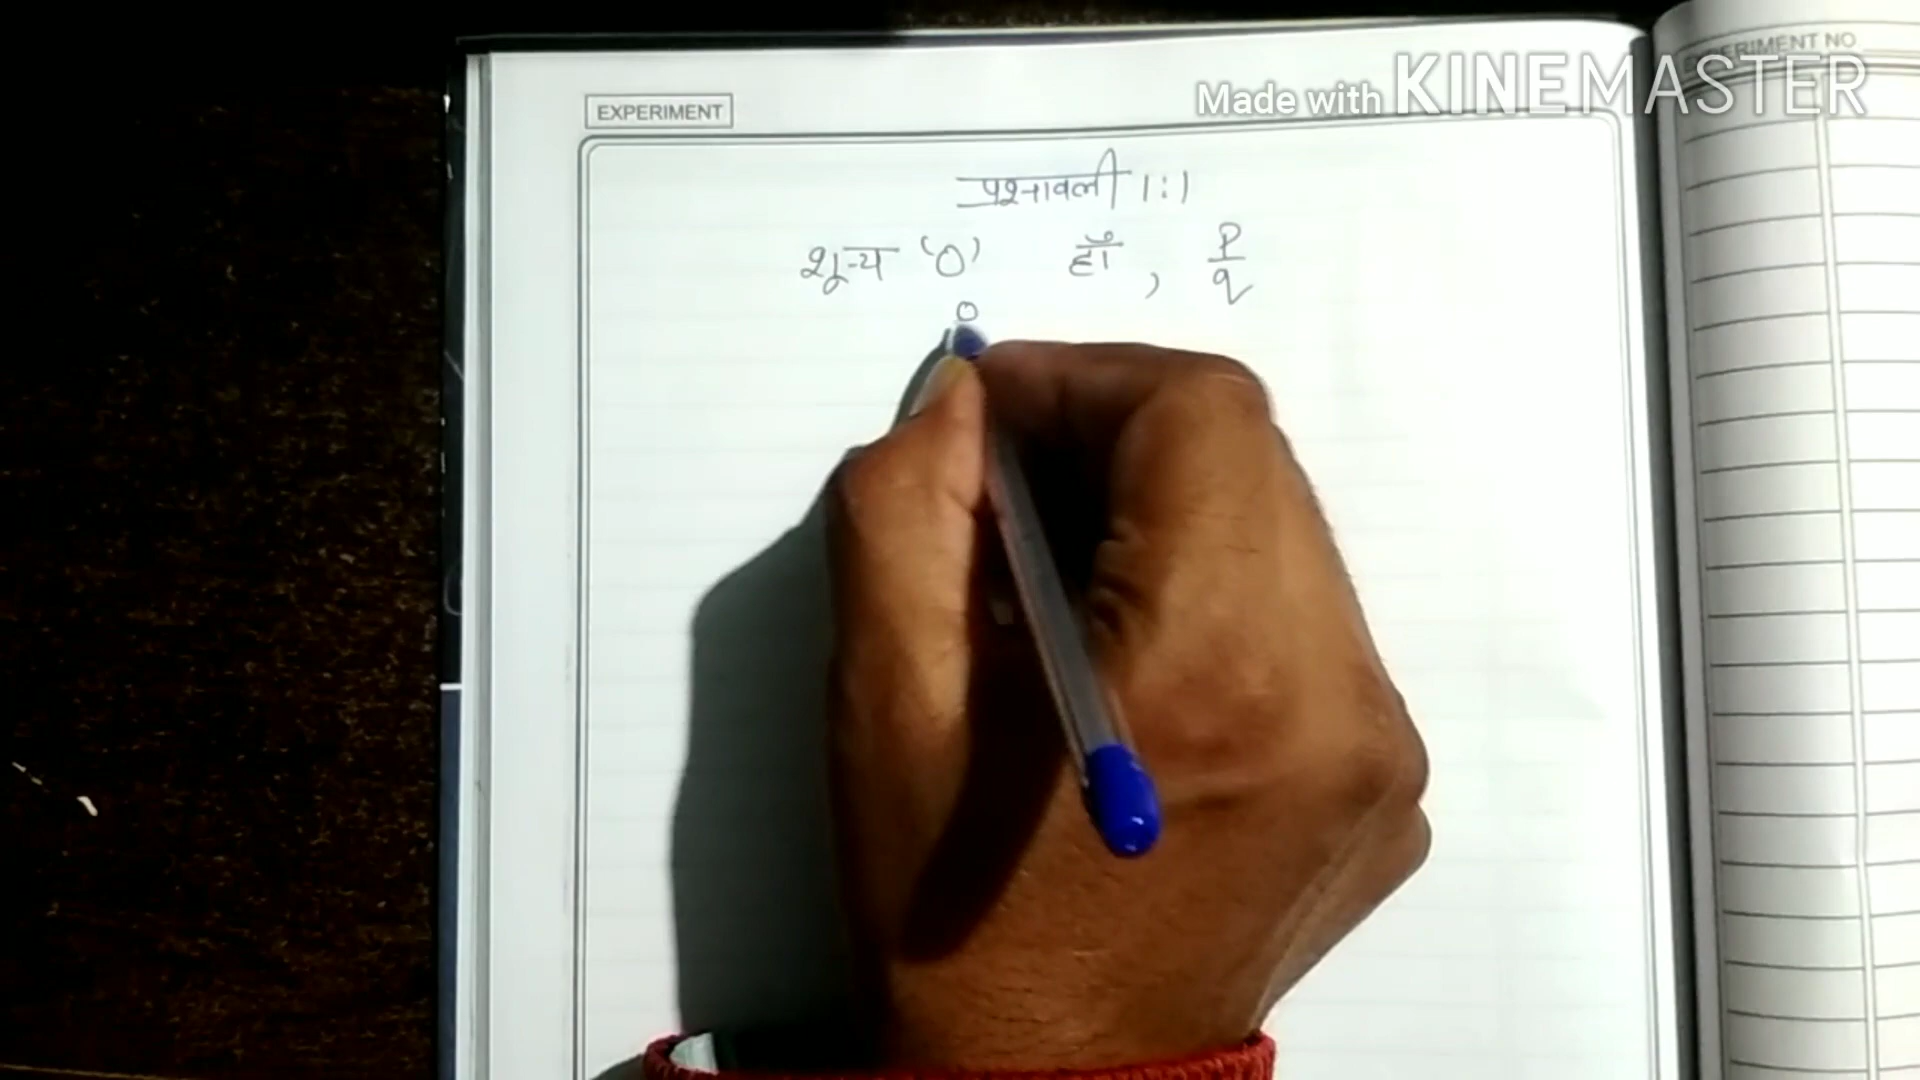 EXPERIMENT
EXPERIMENT NO
Made with KINEMASTER
प्रश्नावली 1:1
शून्य '0' हाँ, p/q
0